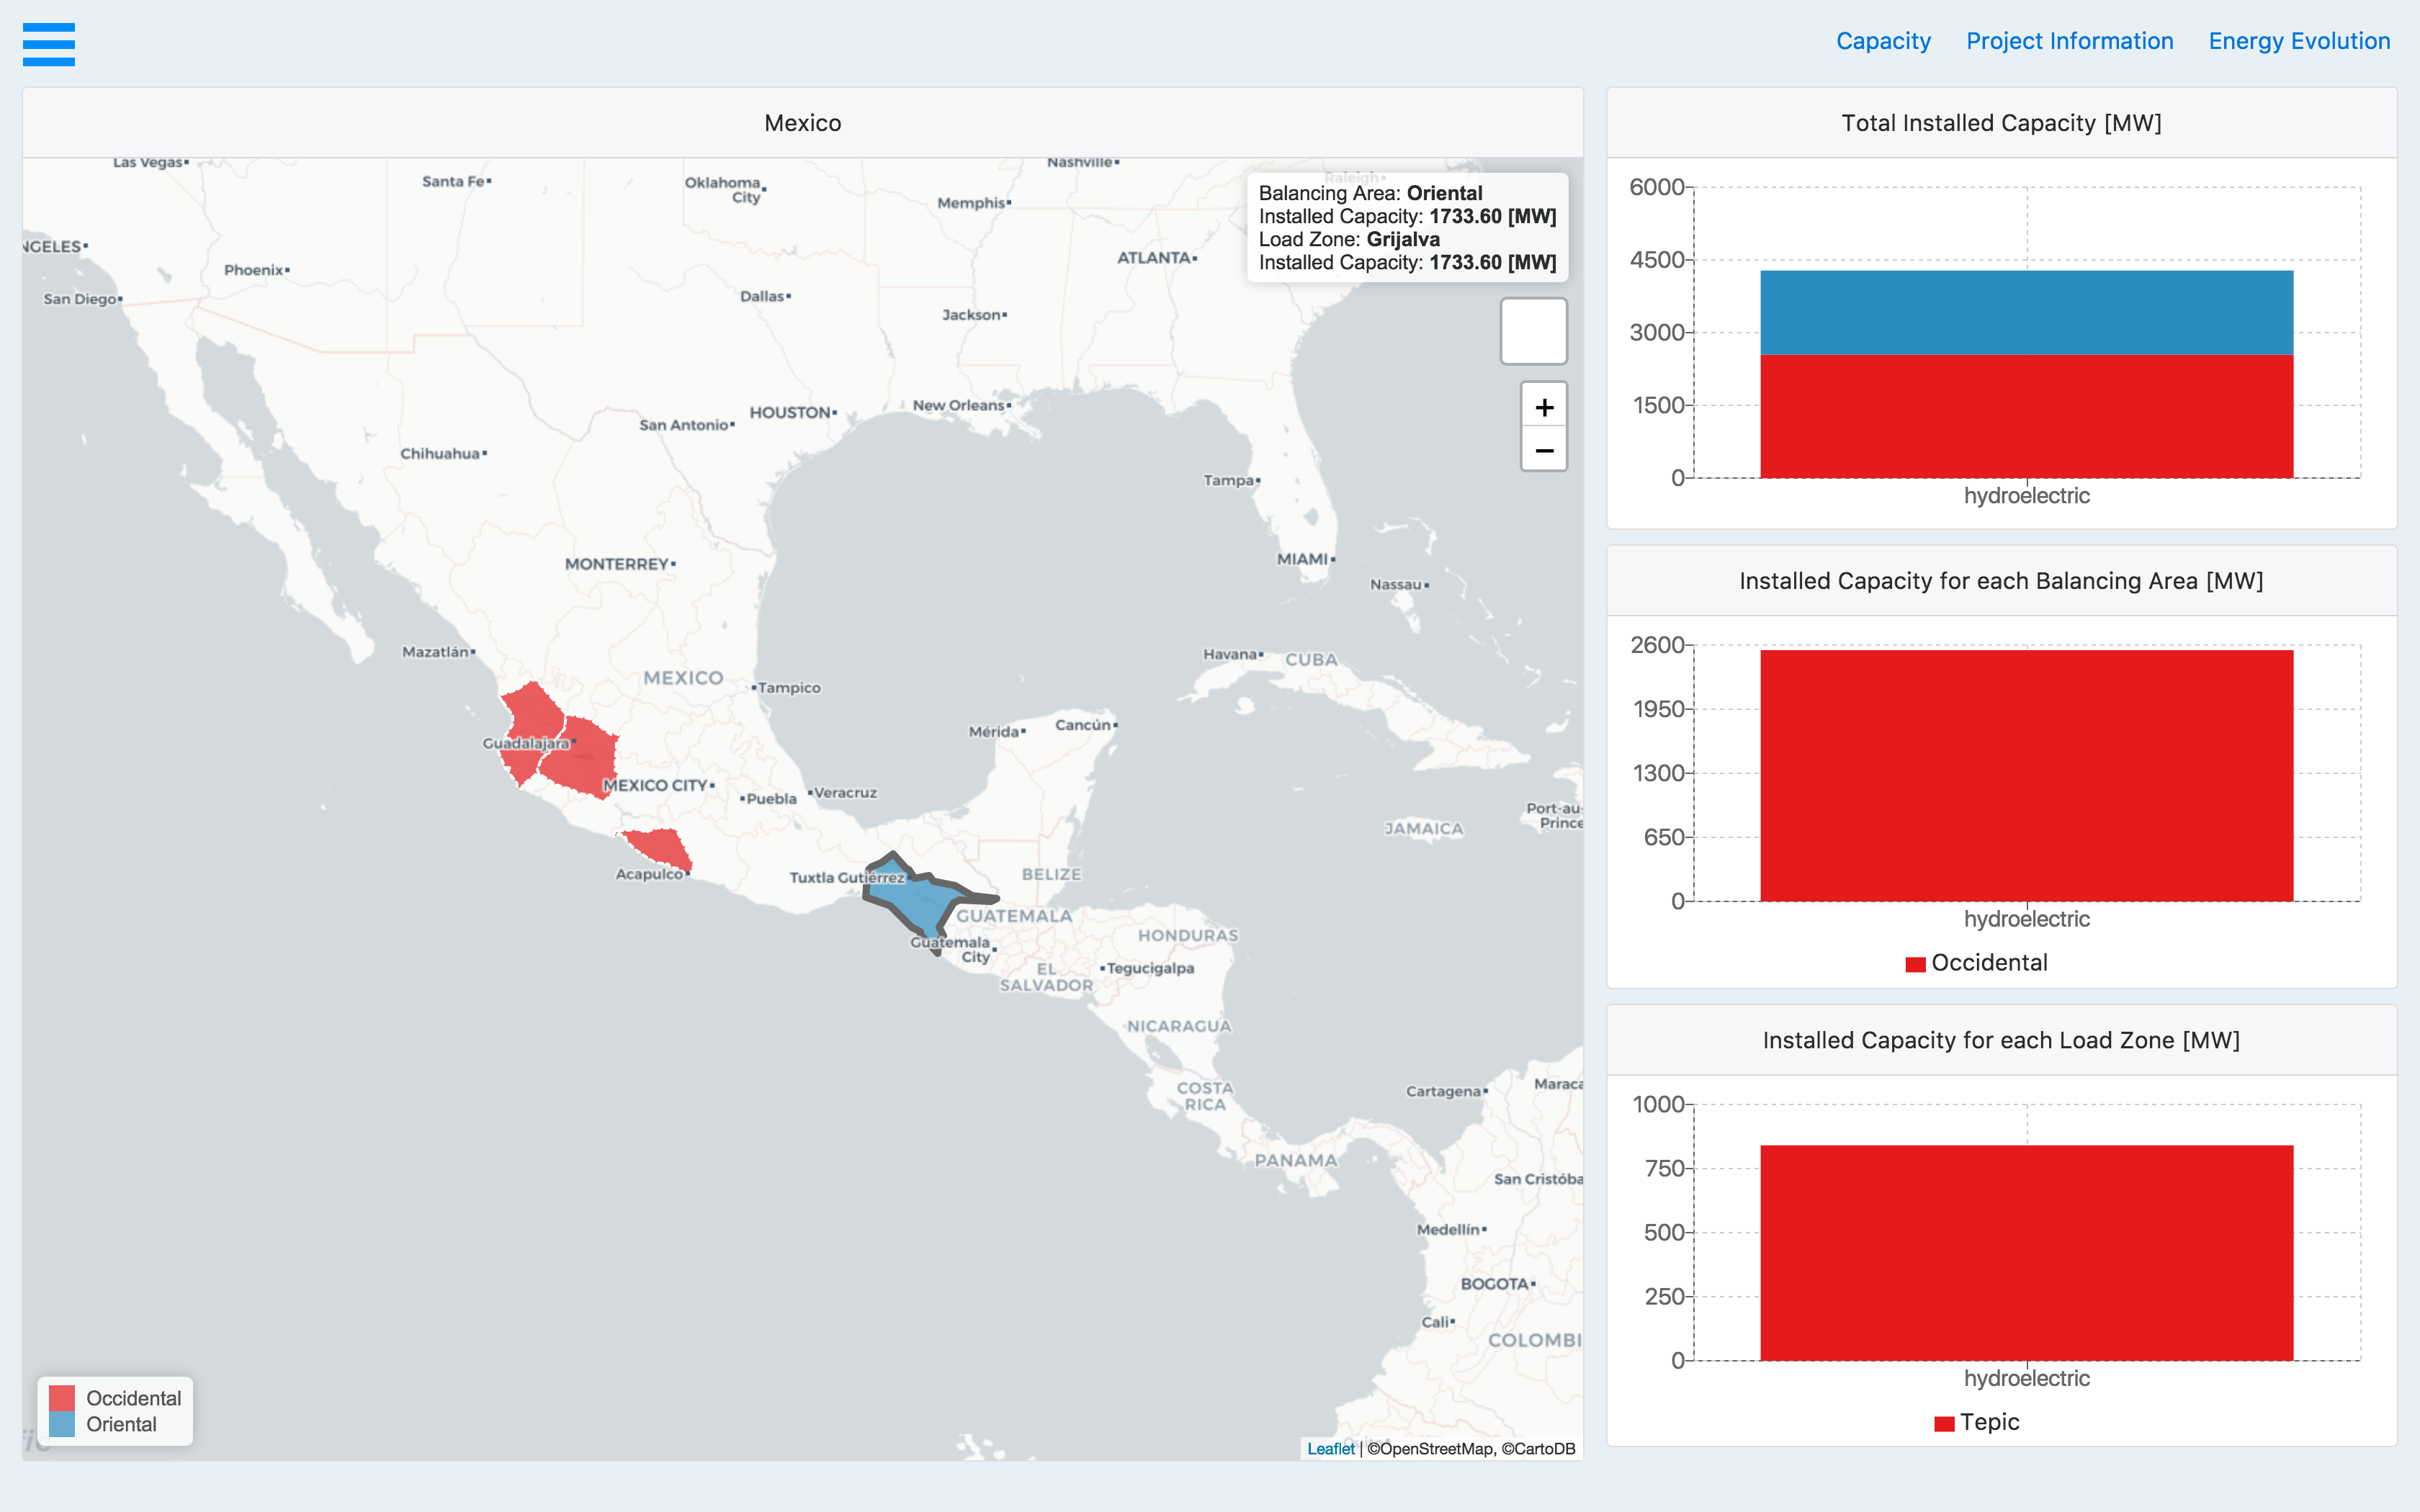 Capacity Project Information Energy Evolution
Mexico
Las Vegas
Nashville
Santa Fe
Oklahoma
City
Raleigh
Memphis
NGELES
Phoenix
ATLANTA
San Diego
Dallas
Jackson
Balancing Area: Oriental
Installed Capacity: 1733.60 [MW]
Load Zone: Grijalva
Installed Capacity: 1733.60 [MW]
+
−
HOUSTON
New Orleans
San Antonio
Chihuahua
Tampa
MONTERREY
MIAMI
Nassau
Mazatlán
Havana
CUBA
MEXICO
Tampico
Mérida
Cancún
Guadalajara
MEXICO CITY
Puebla
Veracruz
Port-au-
Prince
JAMAICA
Acapulco
Tuxtla Gutiérrez
BELIZE
GUATEMALA
Guatemala
City
HONDURAS
EL
SALVADOR
Tegucigalpa
NICARAGUA
COSTA
RICA
Cartagena
Maraca
PANAMA
San Cristóba
Medellín
BOGOTA
Cali
COLOMBI
Occidental
Oriental
Leaflet | ©OpenStreetMap, ©CartoDB
Total Installed Capacity [MW]
6000
4500
3000
1500
0
hydroelectric
Installed Capacity for each Balancing Area [MW]
2600
1950
1300
650
0
hydroelectric
Occidental
Installed Capacity for each Load Zone [MW]
1000
750
500
250
0
hydroelectric
Tepic